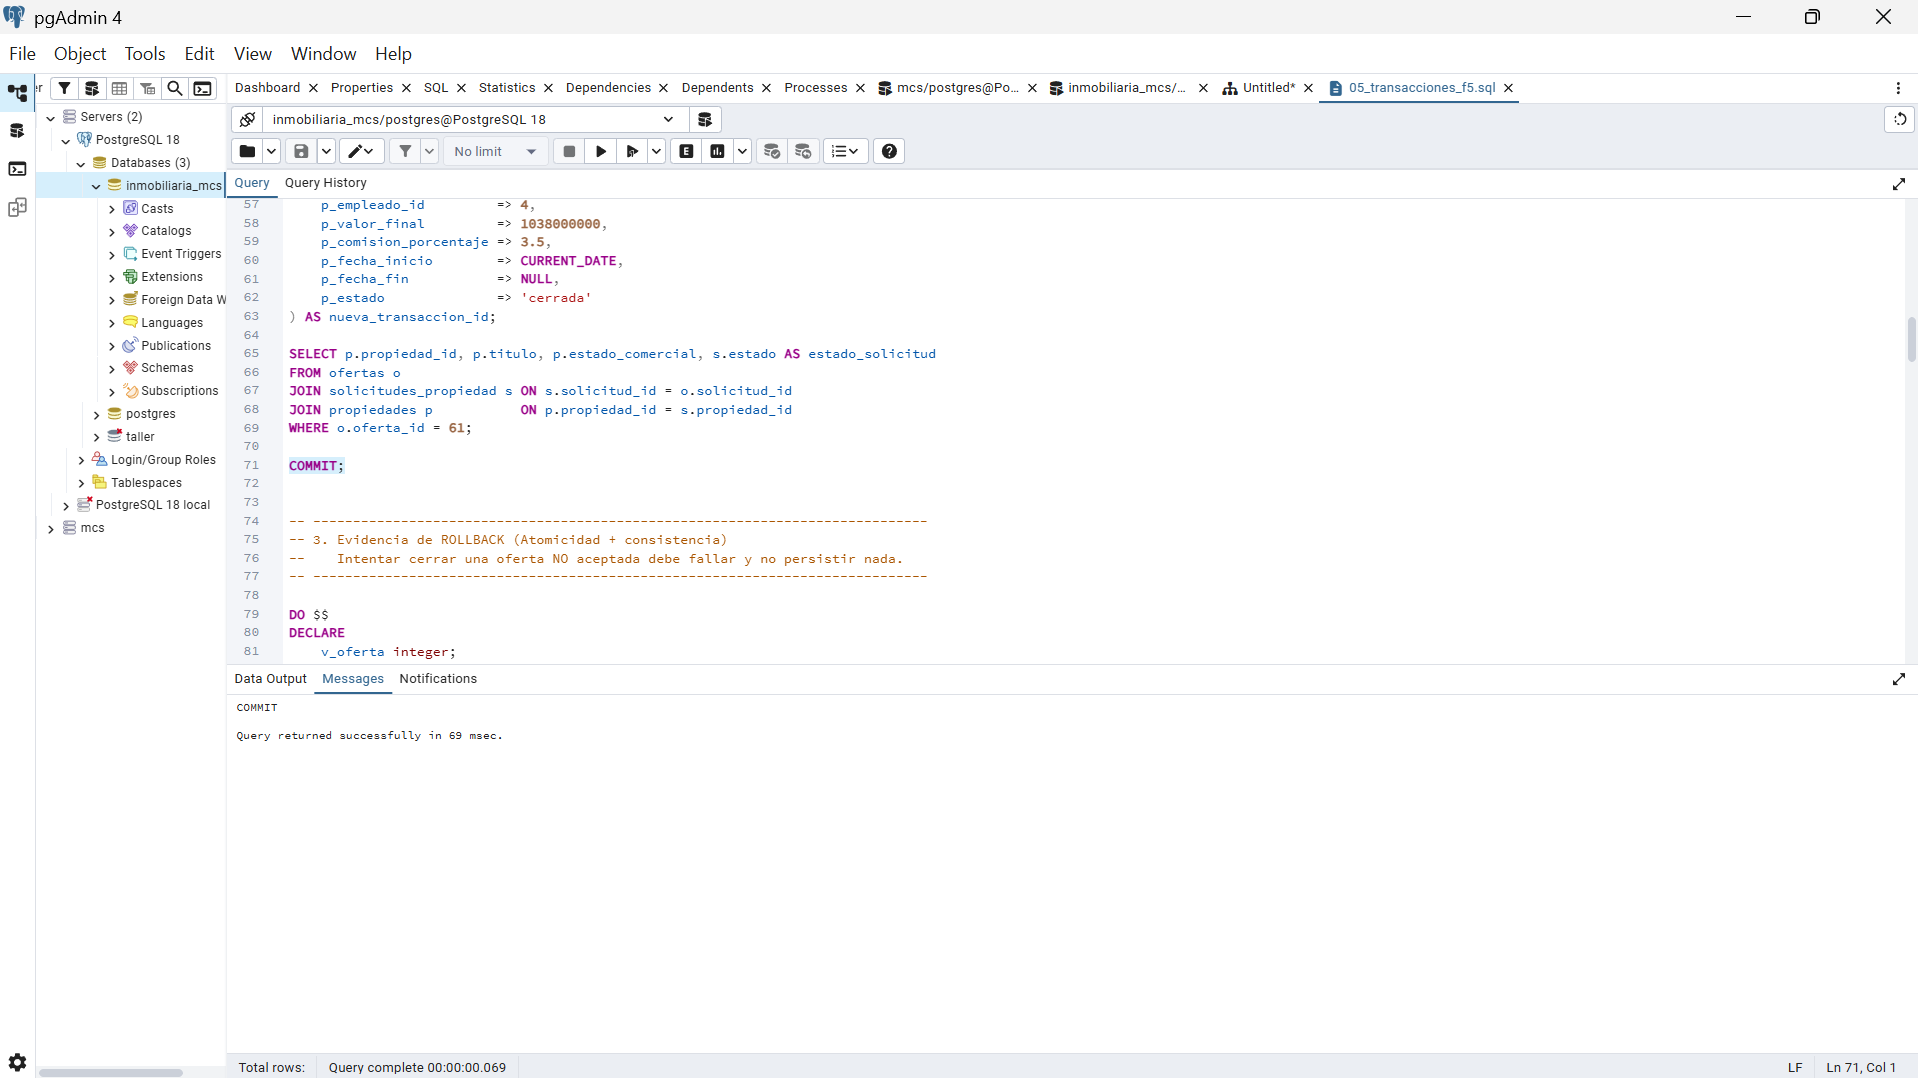 pgAdmin 4
File Object Tools Edit View Window Help
er
Dashboard Properties SQL Statistics Dependencies Dependents Processes mcs/postgres@Po... inmobiliaria_mcs/... Untitled* 05_transacciones_f5.sql
Servers (2)
PostgreSQL 18
Databases (3)
inmobiliaria_mcs
Casts
Catalogs
Event Triggers
Extensions
Foreign Data W
Languages
Publications
Schemas
Subscriptions
postgres
taller
Login/Group Roles
Tablespaces
PostgreSQL 18 local
mcs
inmobiliaria_mcs/postgres@PostgreSQL 18
No limit
E
Query Query History
57 p_empleado_id => 4,
58 p_valor_final => 1038000000,
59 p_comision_porcentaje => 3.5,
60 p_fecha_inicio => CURRENT_DATE,
61 p_fecha_fin => NULL,
62 p_estado => 'cerrada'
63 ) AS nueva_transaccion_id;
64
65 SELECT p.propiedad_id, p.titulo, p.estado_comercial, s.estado AS estado_solicitud
66 FROM ofertas o
67 JOIN solicitudes_propiedad s ON s.solicitud_id = o.solicitud_id
68 JOIN propiedades p ON p.propiedad_id = s.propiedad_id
69 WHERE o.oferta_id = 61;
70
71 COMMIT;
72
73
74 -- -----------------------------------------------------------------------------
75 -- 3. Evidencia de ROLLBACK (Atomicidad + consistencia)
76 -- Intentar cerrar una oferta NO aceptada debe fallar y no persistir nada.
77 -- -----------------------------------------------------------------------------
78
79 DO $$
80 DECLARE
81 v_oferta integer;
Data Output Messages Notifications
COMMIT
Query returned successfully in 69 msec.
Total rows: Query complete 00:00:00.069 LF Ln 71, Col 1